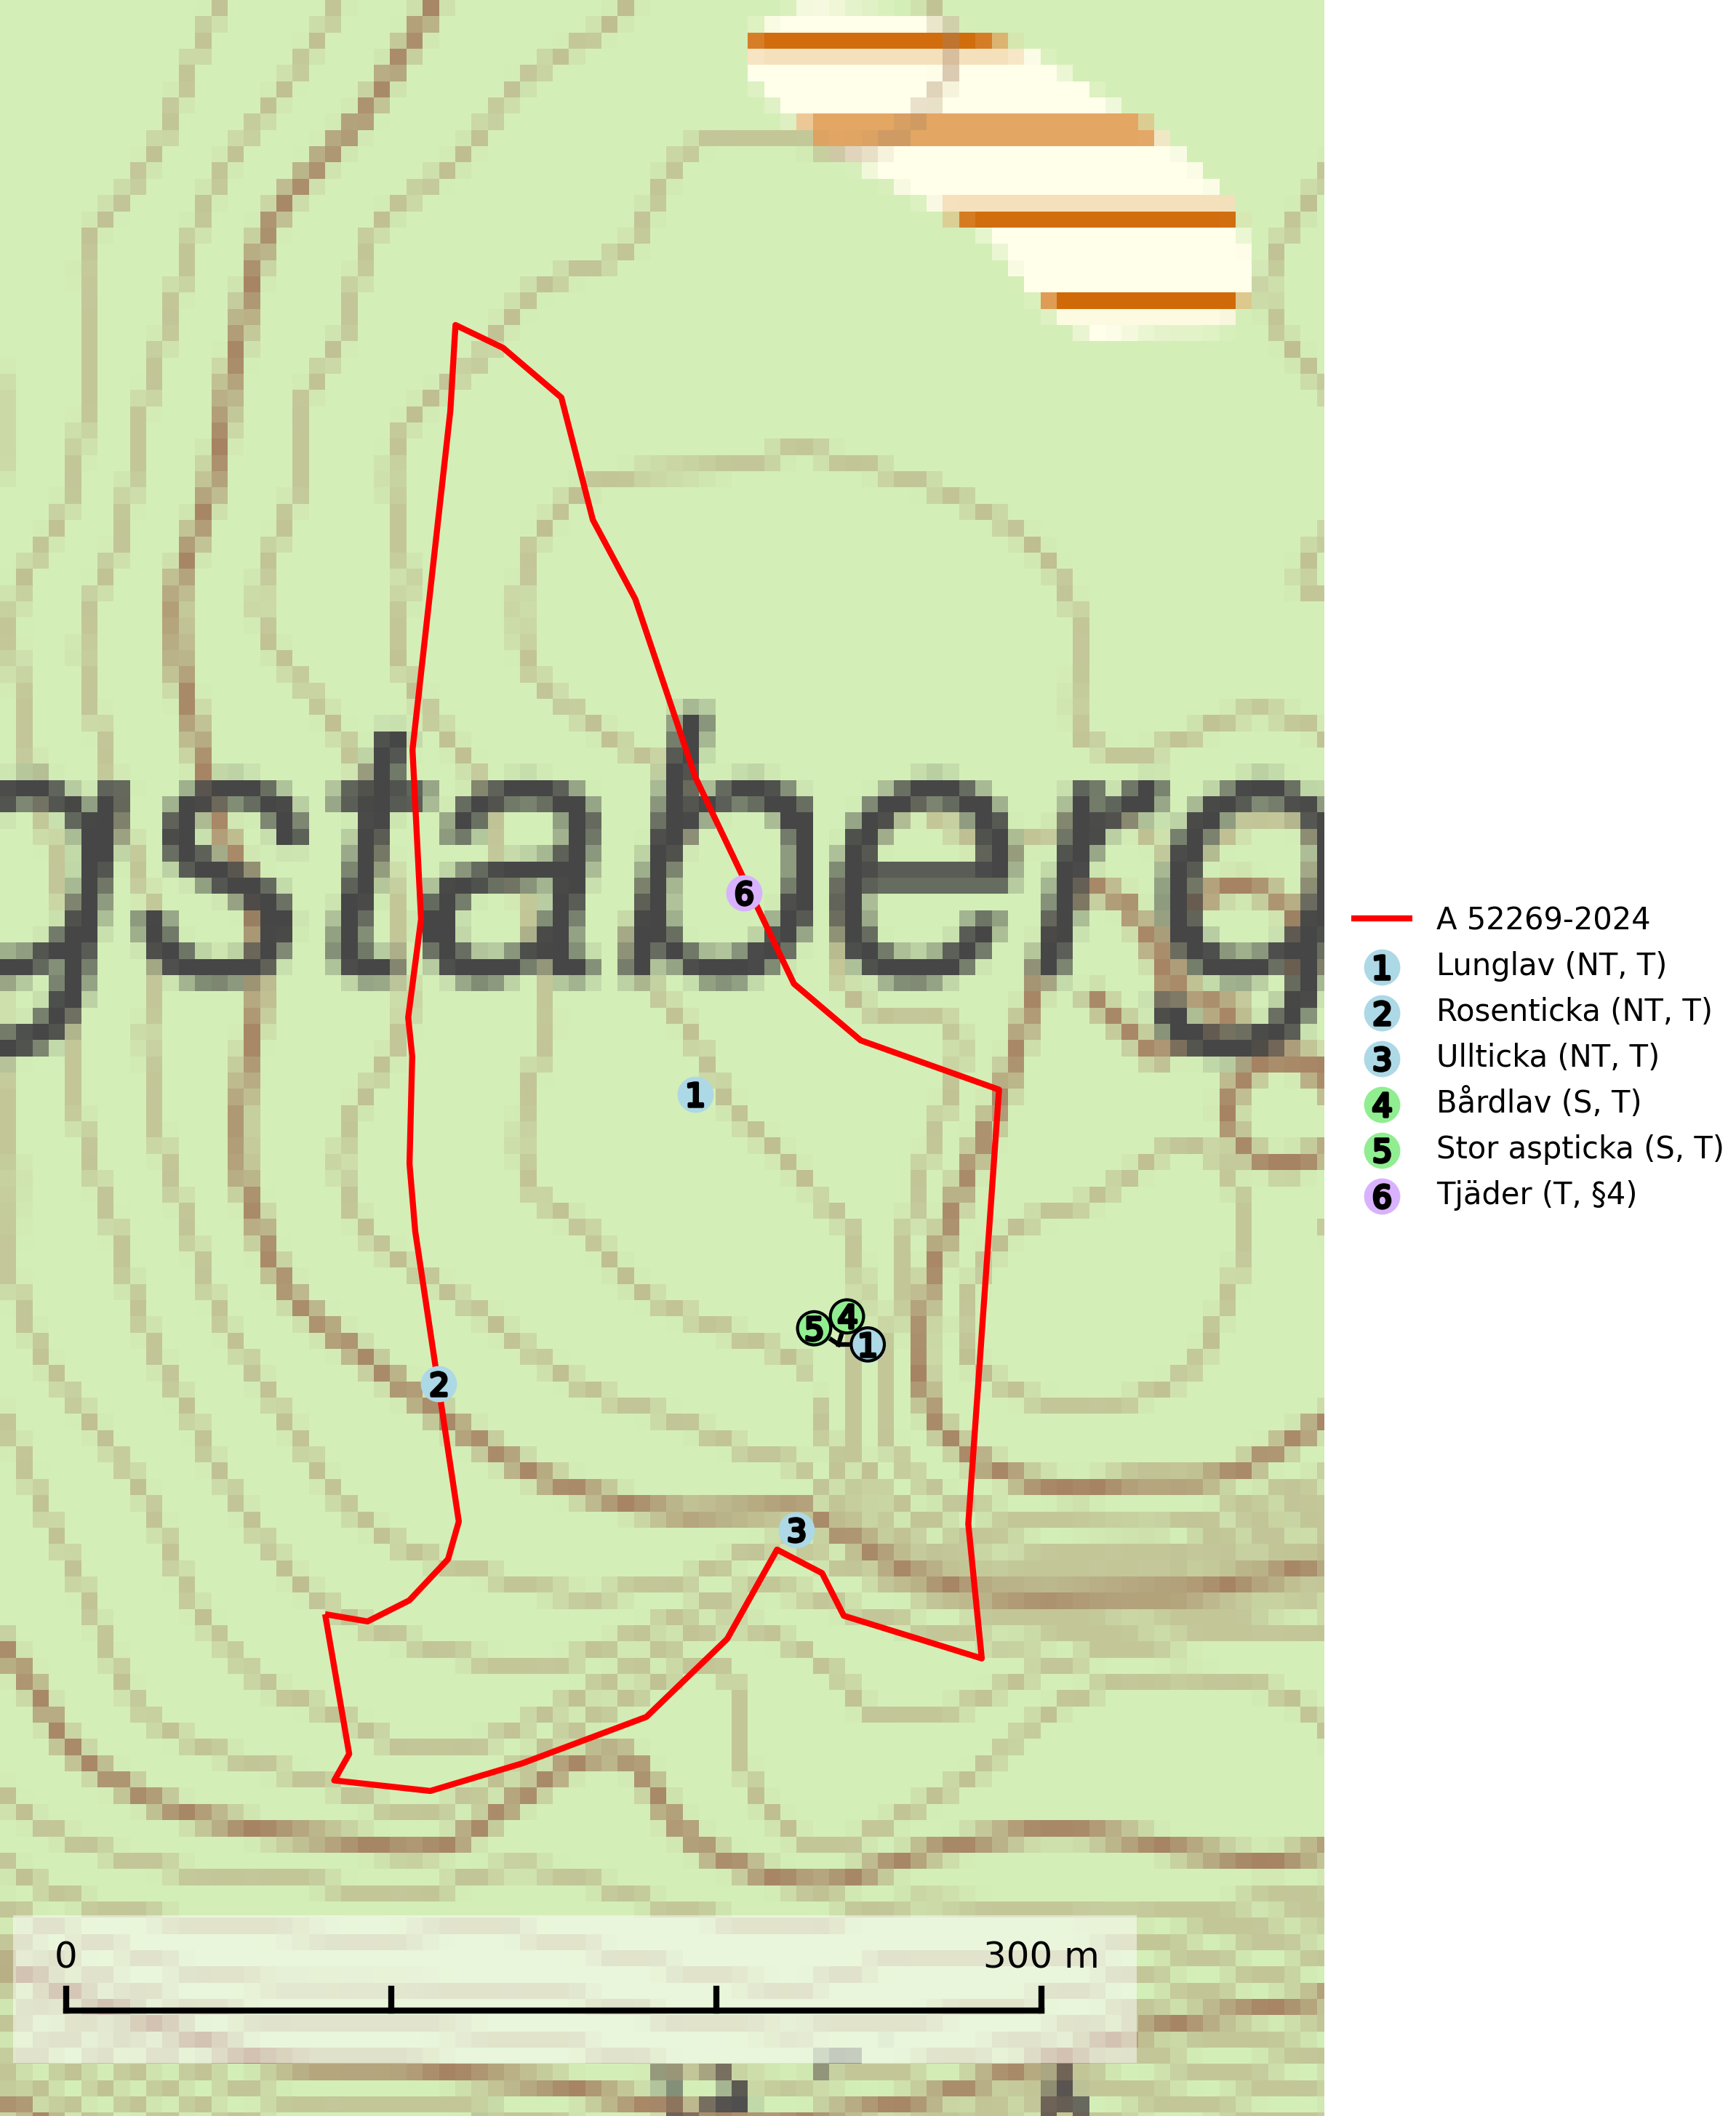 gstaberg
6
1
4
5
1
2
3
0 300 m
A 52269-2024
1 Lunglav (NT, T)
2 Rosenticka (NT, T)
3 Ullticka (NT, T)
4 Bårdlav (S, T)
5 Stor aspticka (S, T)
6 Tjäder (T, §4)